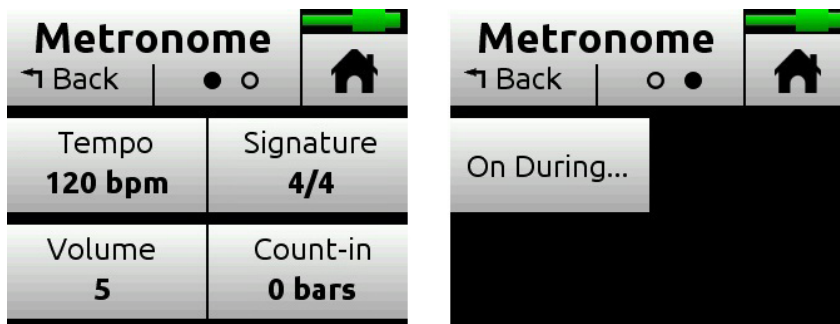 Metronome
Back
Tempo
120 bpm
Signature
4/4
Volume
5
Count-in
0 bars
Metronome
Back
On During...